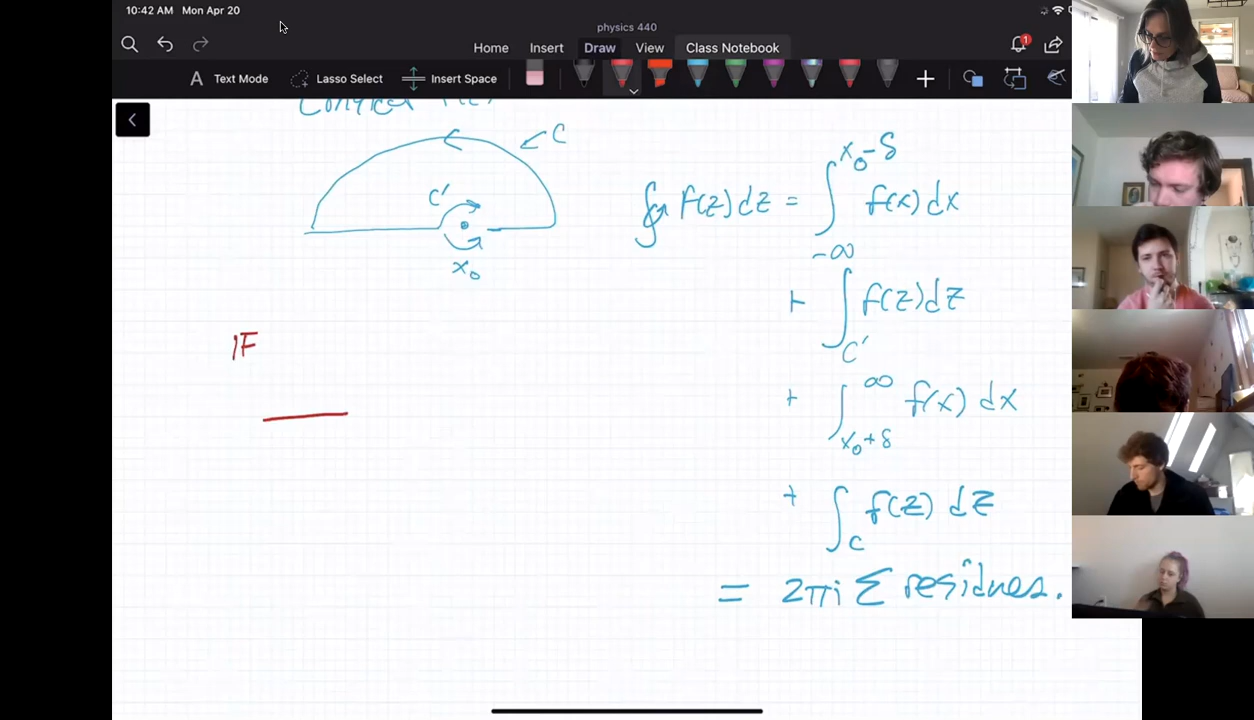 10:42 AM Mon Apr 20
physics 440
Home Insert Draw View Class Notebook
1
A Text Mode Lasso Select Insert Space
C
C'
x₀
∮ f(z) dz = ∫_{-∞}^{x₀-δ} f(x) dx
+ ∫_{C'} f(z) dz
IF
+ ∫_{x₀+δ}^{∞} f(x) dx
+ ∫_C f(z) dz
= 2πi Σ residues.